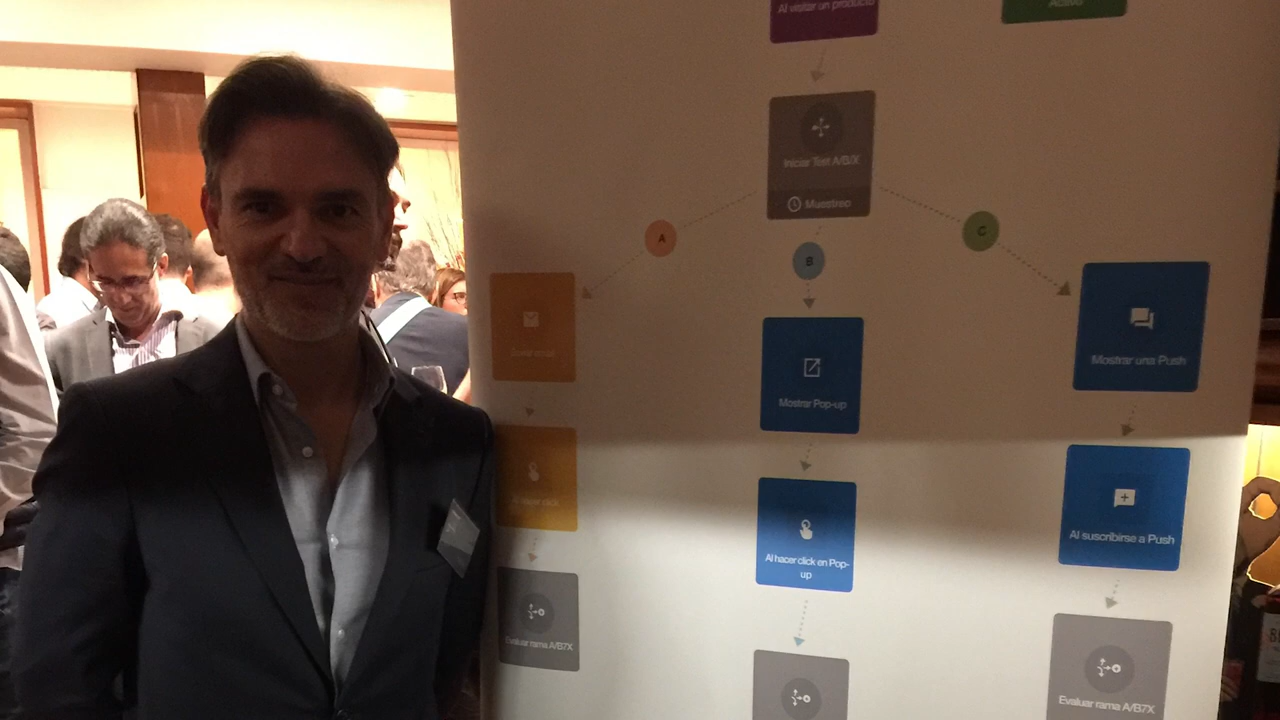 Al visitar un producto
Activo
Iniciar Test A/B/X
Muestreo
A
B
C
Mostrar Pop-up
Mostrar una Push
Al hacer click en Pop-
up
Al suscribirse a Push
Evaluar rama A/B7X
Evaluar rama A/B7X